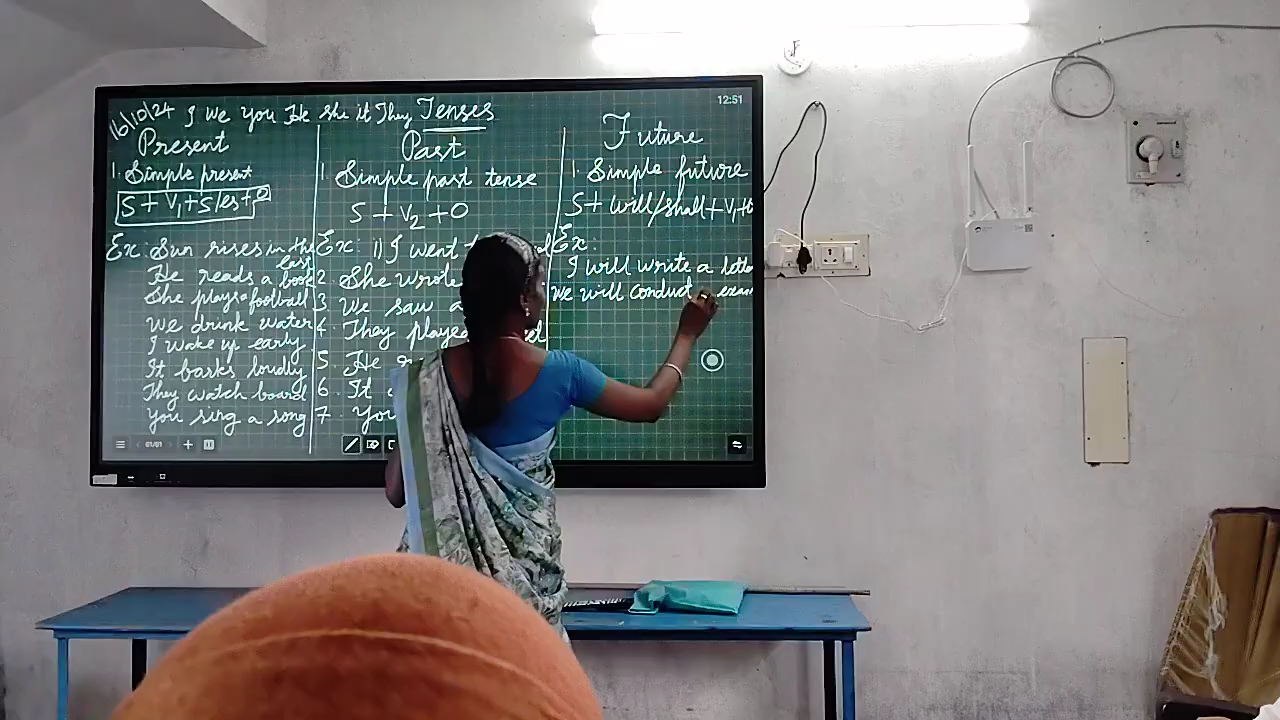 16/10/24 I We You He She it They Tenses
12:51
Present
1. Simple present
S + V1 + S/es + O
Ex: Sun rises in the
east
He reads a book
She plays a football
We drink water
I wake up early
It barks loudly
They watch board
You sing a song
Past
1. Simple past tense
S + V2 + O
Ex: 1) I went
2. She wrote
3 We saw a
4. They played
5. He
6. It
7. You
Future
1. Simple future
S + will/shall + V1 + O
Ex:
I will write a letter
We will conduct exam
01/01